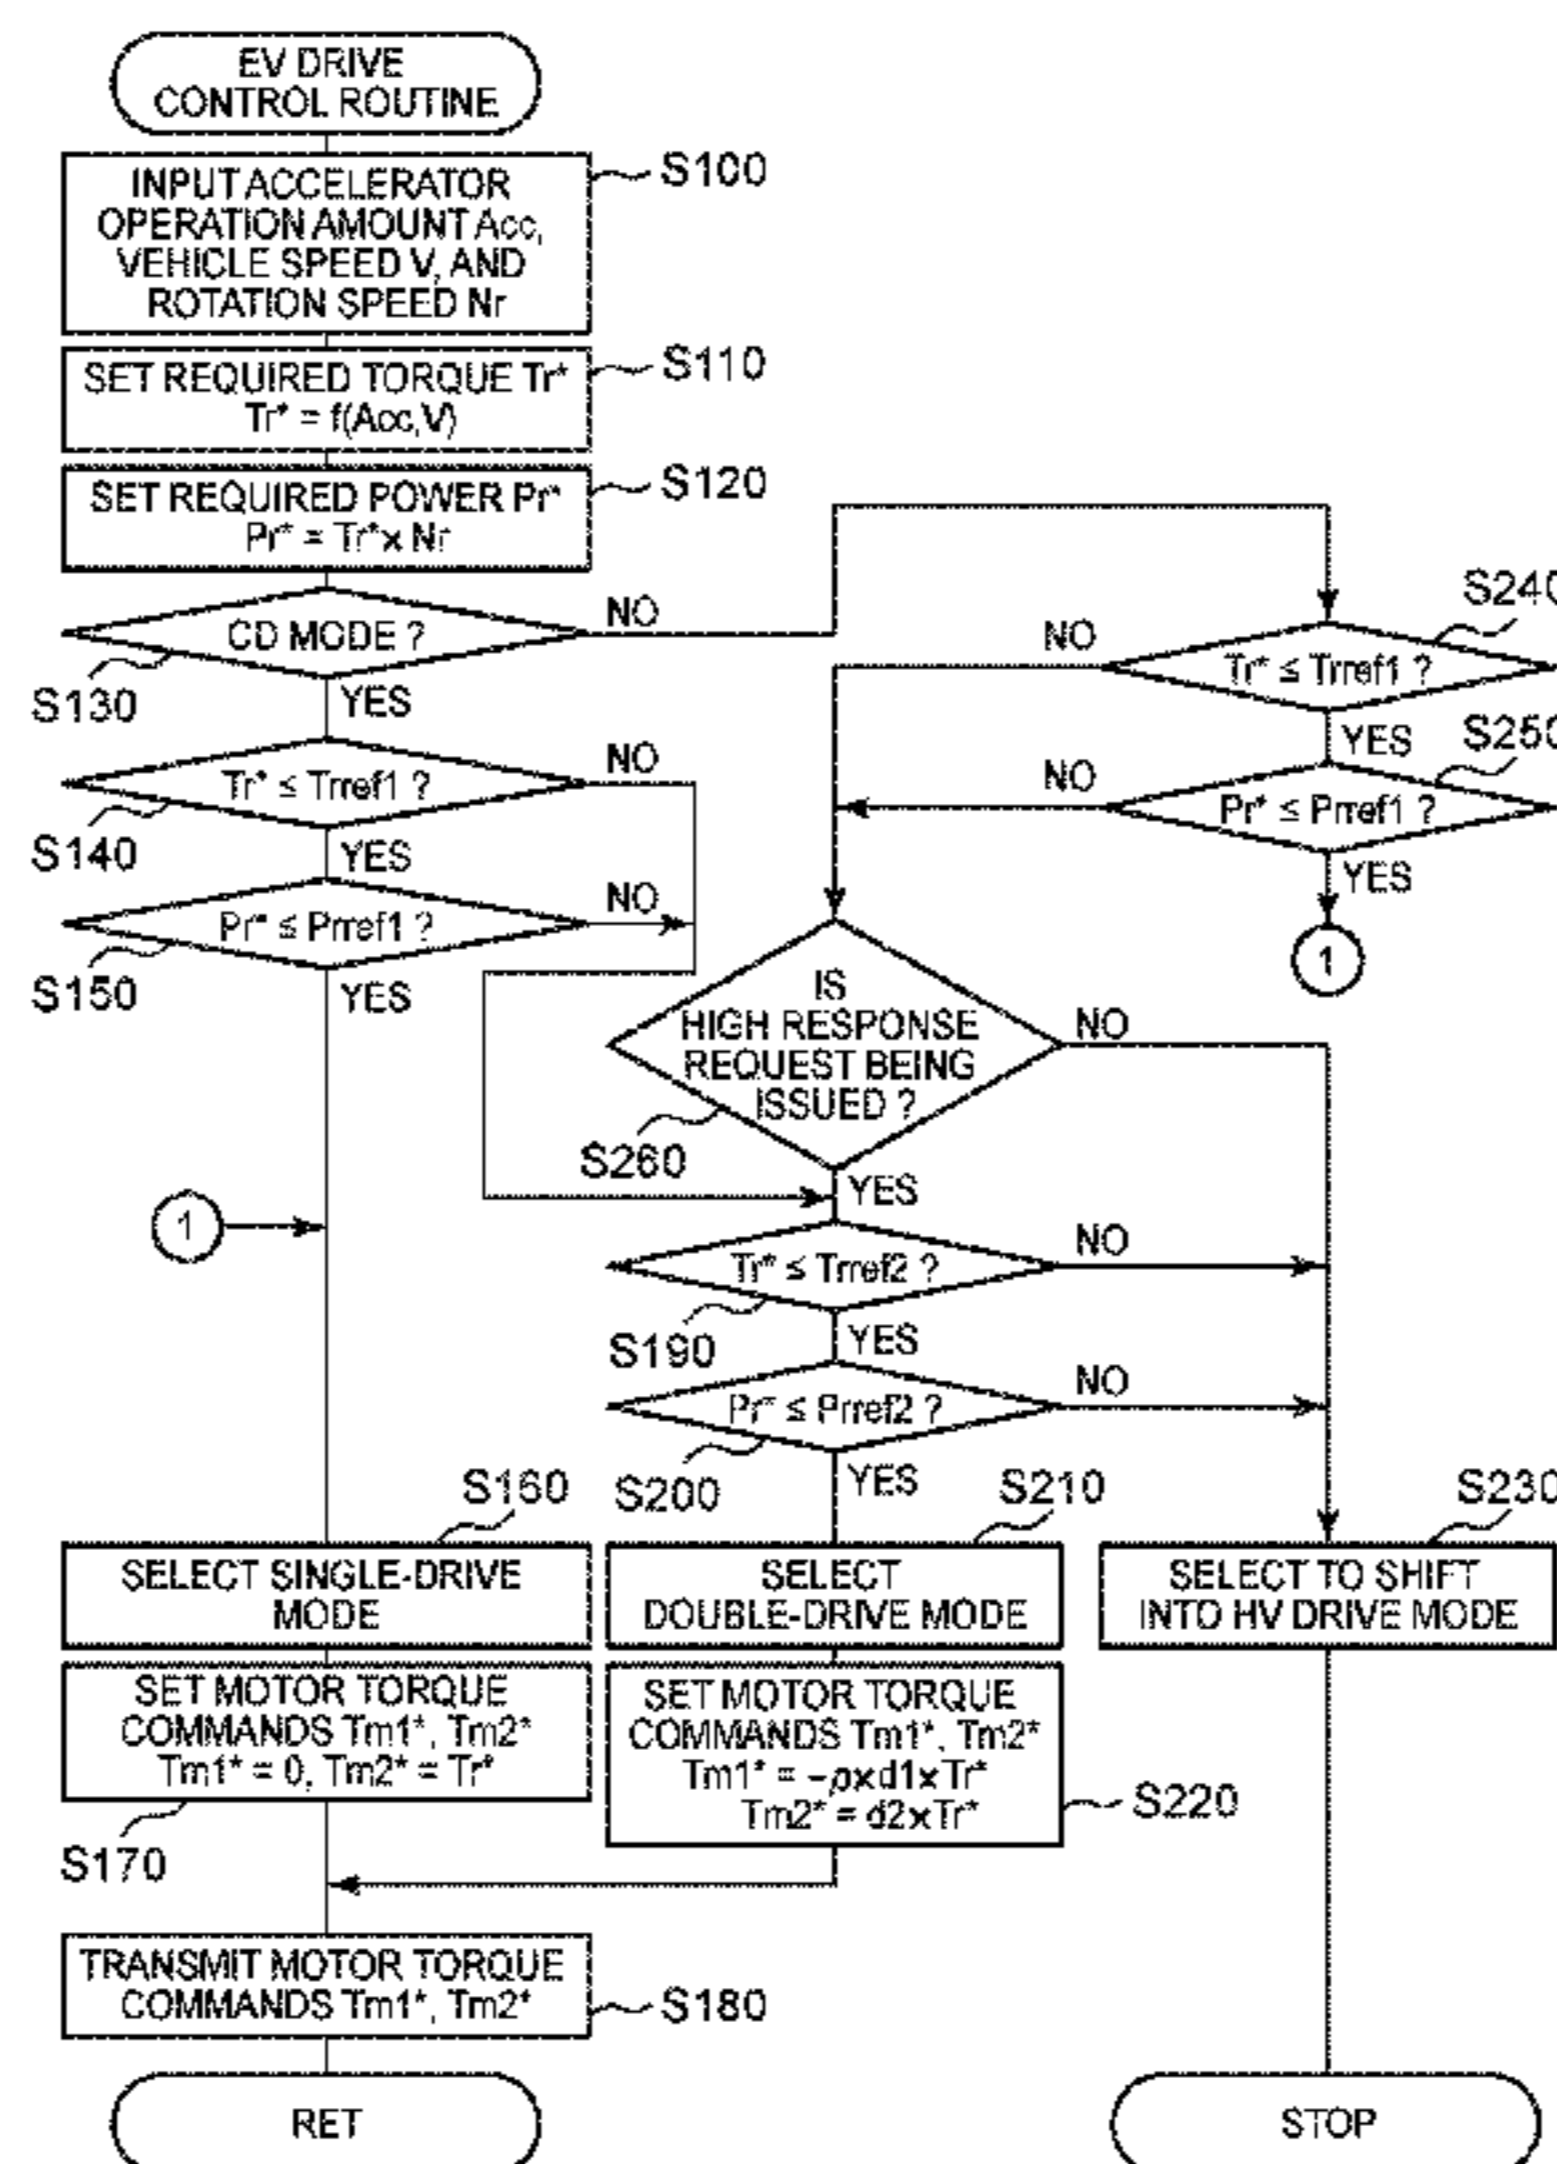 EV DRIVE
CONTROL ROUTINE
INPUT ACCELERATOR
OPERATION AMOUNT Acc,
VEHICLE SPEED V, AND
ROTATION SPEED Nr
S100
SET REQUIRED TORQUE Tr*
Tr* = f(Acc,V)
S110
SET REQUIRED POWER Pr*
Pr* = Tr*x Nr
S120
CD MODE ?
NO
S130
YES
Tr* ≤ Trref1 ?
NO
S140
YES
Pr* ≤ Prref1 ?
NO
S150
YES
S240
NO
Tr* ≤ Trref1 ?
YES
S250
NO
Pr* ≤ Prref1 ?
YES
1
IS
HIGH RESPONSE
REQUEST BEING
ISSUED ?
NO
S260
YES
1
Tr* ≤ Trref2 ?
NO
S190
YES
Pr* ≤ Prref2 ?
NO
S200
YES
S160
SELECT SINGLE-DRIVE
MODE
S210
SELECT
DOUBLE-DRIVE MODE
S230
SELECT TO SHIFT
INTO HV DRIVE MODE
SET MOTOR TORQUE
COMMANDS Tm1*, Tm2*
Tm1* = 0, Tm2* = Tr*
S170
SET MOTOR TORQUE
COMMANDS Tm1*, Tm2*
Tm1* = -ρxd1xTr*
Tm2* = d2xTr*
S220
TRANSMIT MOTOR TORQUE
COMMANDS Tm1*, Tm2*
S180
RET
STOP